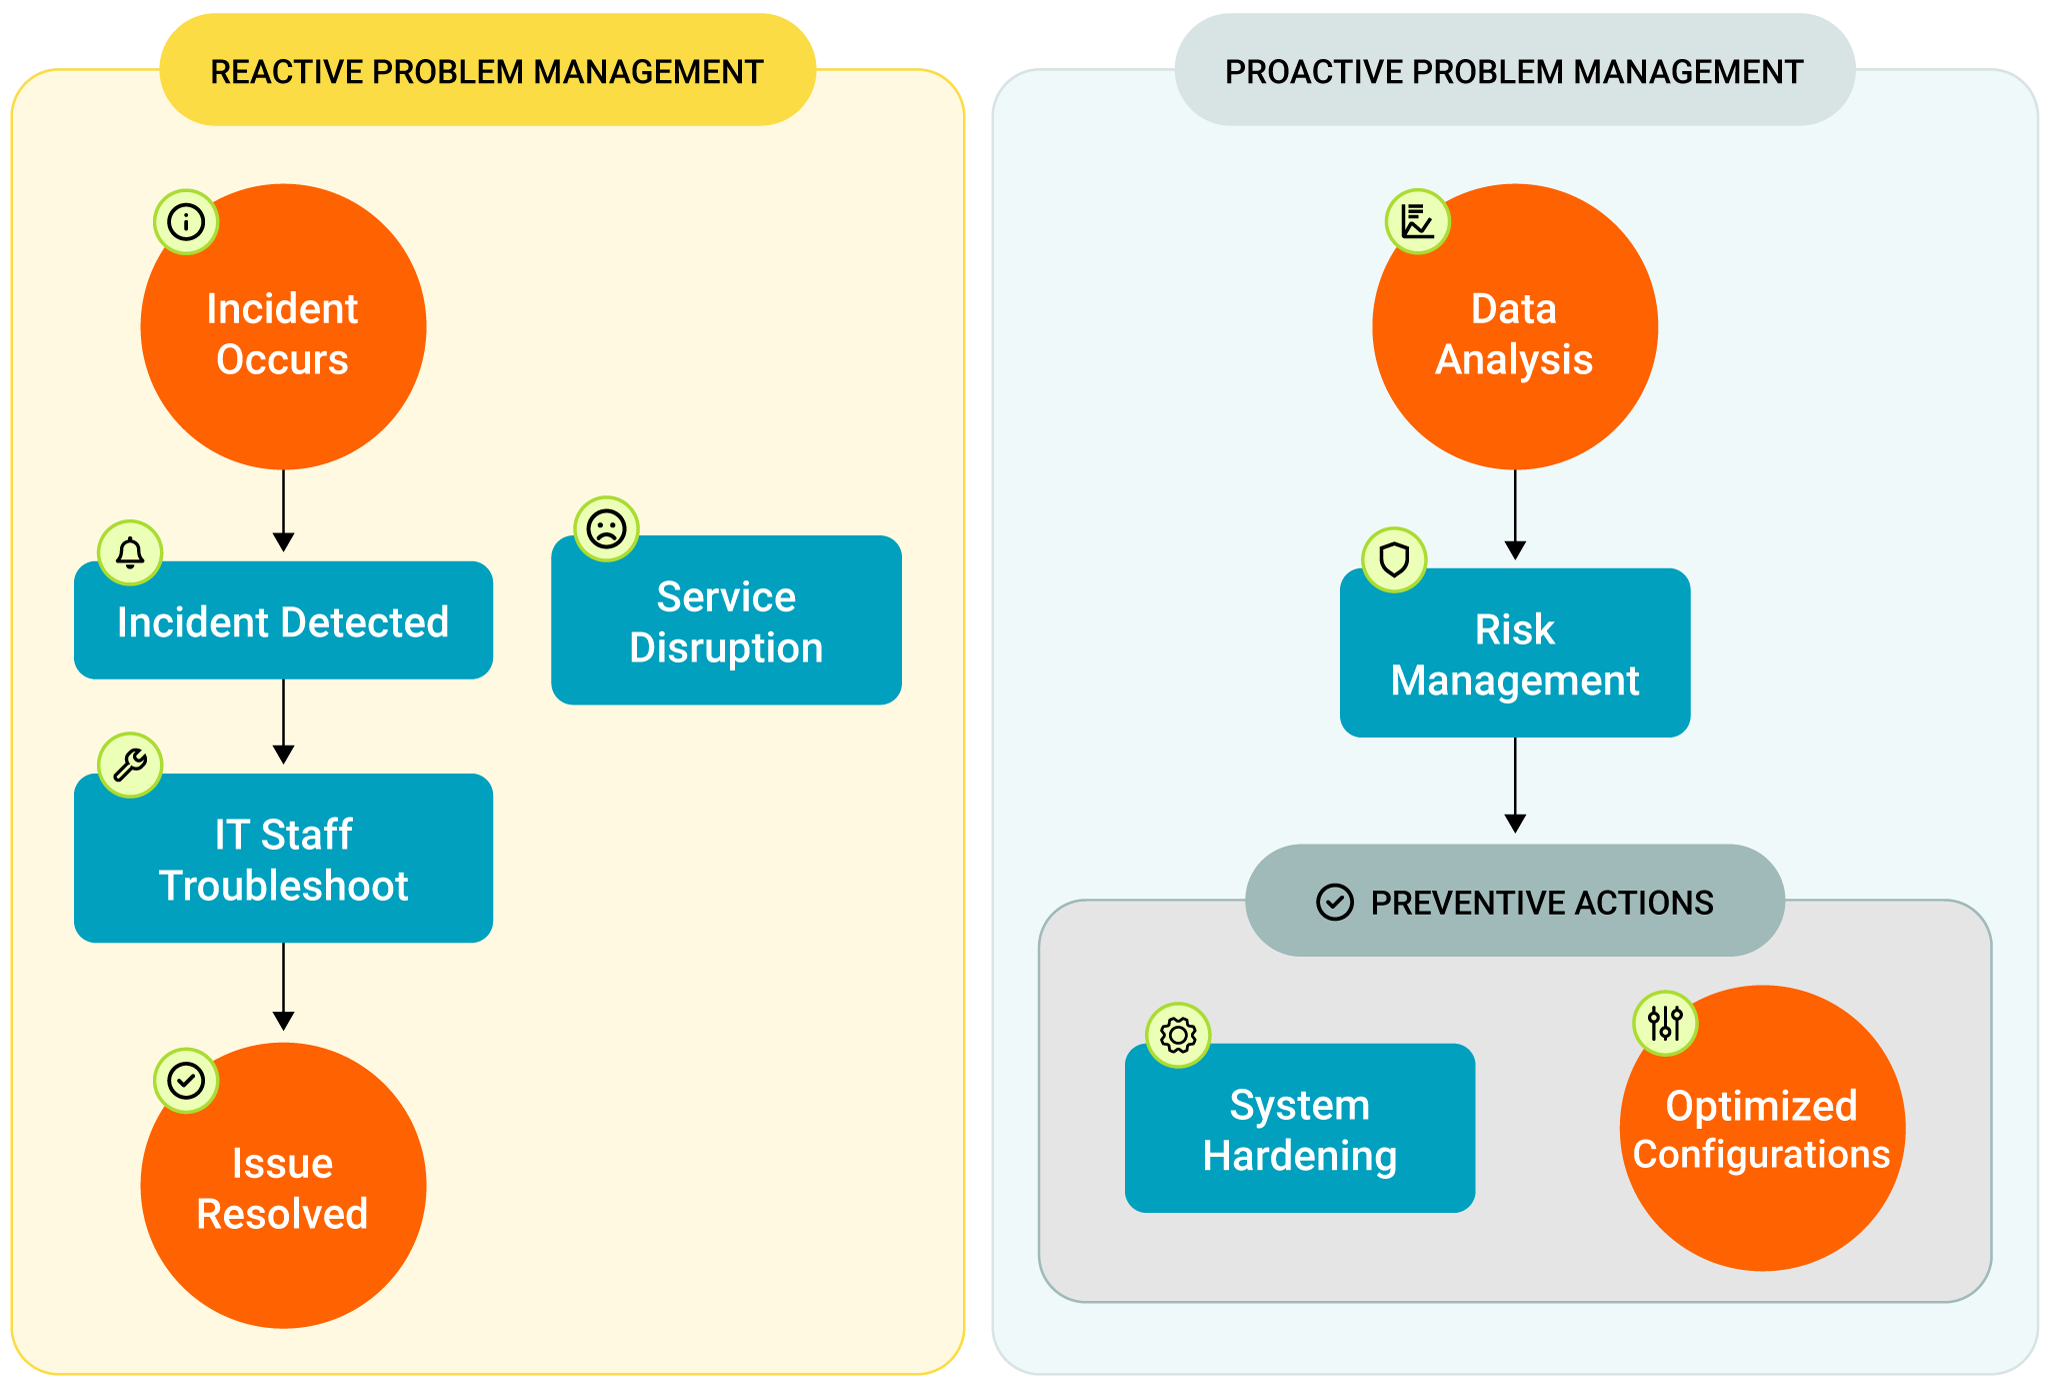 REACTIVE PROBLEM MANAGEMENT
Incident
Occurs
Incident Detected
Service
Disruption
IT Staff
Troubleshoot
Issue
Resolved
PROACTIVE PROBLEM MANAGEMENT
Data
Analysis
Risk
Management
PREVENTIVE ACTIONS
System
Hardening
Optimized
Configurations